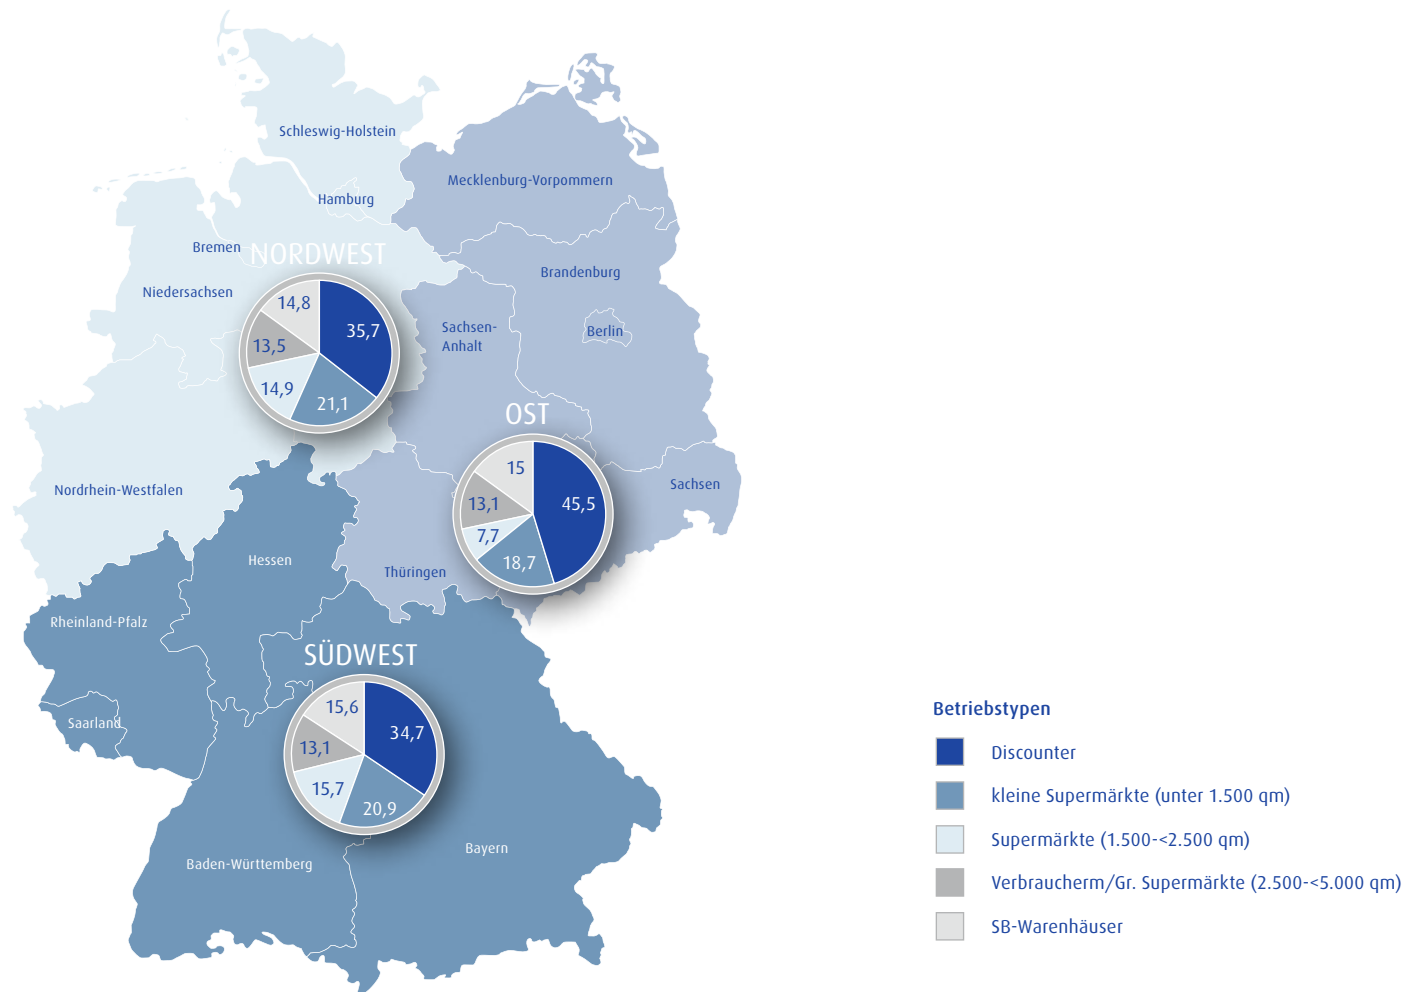 Schleswig-Holstein
Mecklenburg-Vorpommern
Hamburg
Bremen
NORDWEST
Brandenburg
Niedersachsen
14,8
35,7
13,5
14,9
21,1
Sachsen-
Anhalt
Berlin
OST
15
45,5
13,1
7,7
18,7
Sachsen
Nordrhein-Westfalen
Hessen
Thüringen
Rheinland-Pfalz
SÜDWEST
15,6
34,7
13,1
15,7
20,9
Saarland
Baden-Württemberg
Bayern
Betriebstypen
Discounter
kleine Supermärkte (unter 1.500 qm)
Supermärkte (1.500-<2.500 qm)
Verbraucherm/Gr. Supermärkte (2.500-<5.000 qm)
SB-Warenhäuser